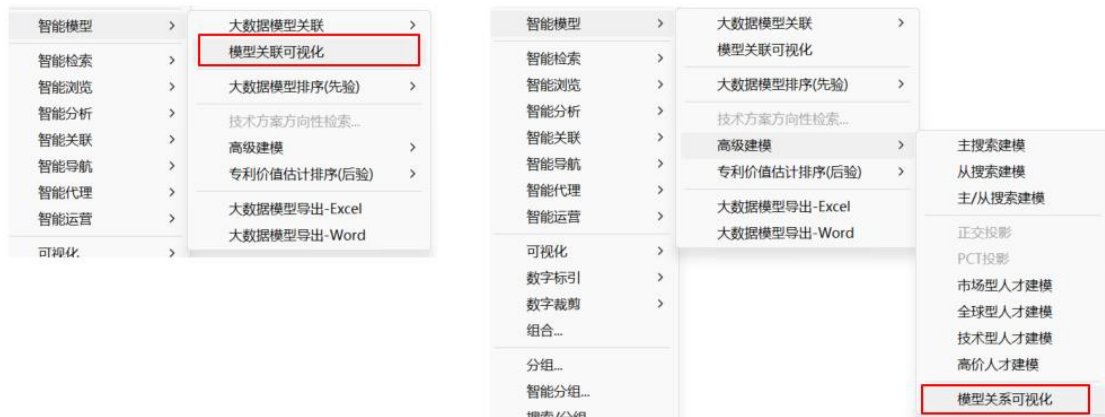 智能模型
智能检索
智能浏览
智能分析
智能关联
智能导航
智能代理
智能运营
可视化
大数据模型关联
模型关联可视化
大数据模型排序(先验)
技术方案方向性检索...
高级建模
专利价值估计排序(后验)
大数据模型导出-Excel
大数据模型导出-Word
智能模型
智能检索
智能浏览
智能分析
智能关联
智能导航
智能代理
智能运营
可视化
数字标引
数字裁剪
组合...
分组...
智能分组...
搜索/分组
大数据模型关联
模型关联可视化
大数据模型排序(先验)
技术方案方向性检索...
高级建模
专利价值估计排序(后验)
大数据模型导出-Excel
大数据模型导出-Word
主搜索建模
从搜索建模
主/从搜索建模
正交投影
PCT投影
市场型人才建模
全球型人才建模
技术型人才建模
高价人才建模
模型关系可视化